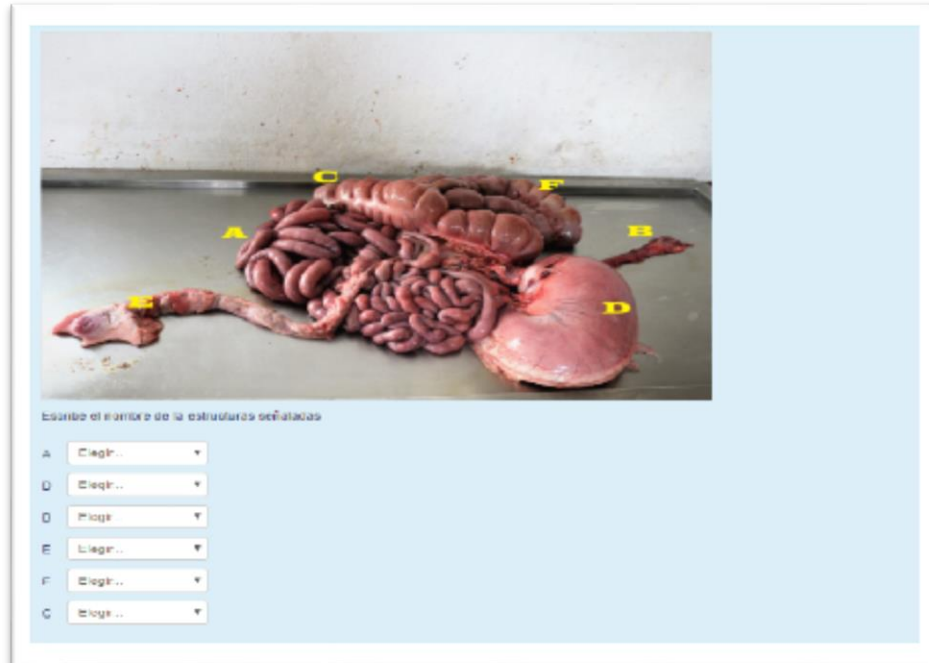 C
F
A
B
E
D
Escribe el nombre de la estructuras señaladas
A Elegir... ▼
D Elegir... ▼
Elegir... ▼
E Elegir... ▼
F Elegir... ▼
C Elegir... ▼